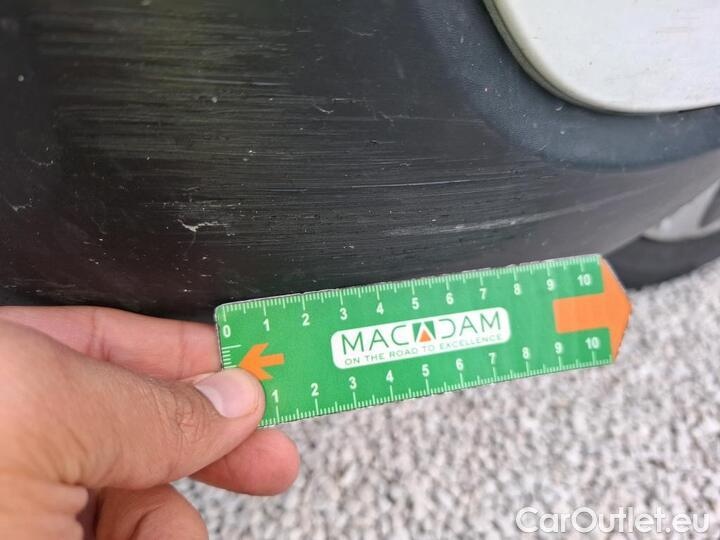 0 1 2 3 4 5 6 7 8 9 10
MACADAM
ON THE ROAD TO EXCELLENCE
1 2 3 4 5 6 7 8 9 10
CarOutlet.eu